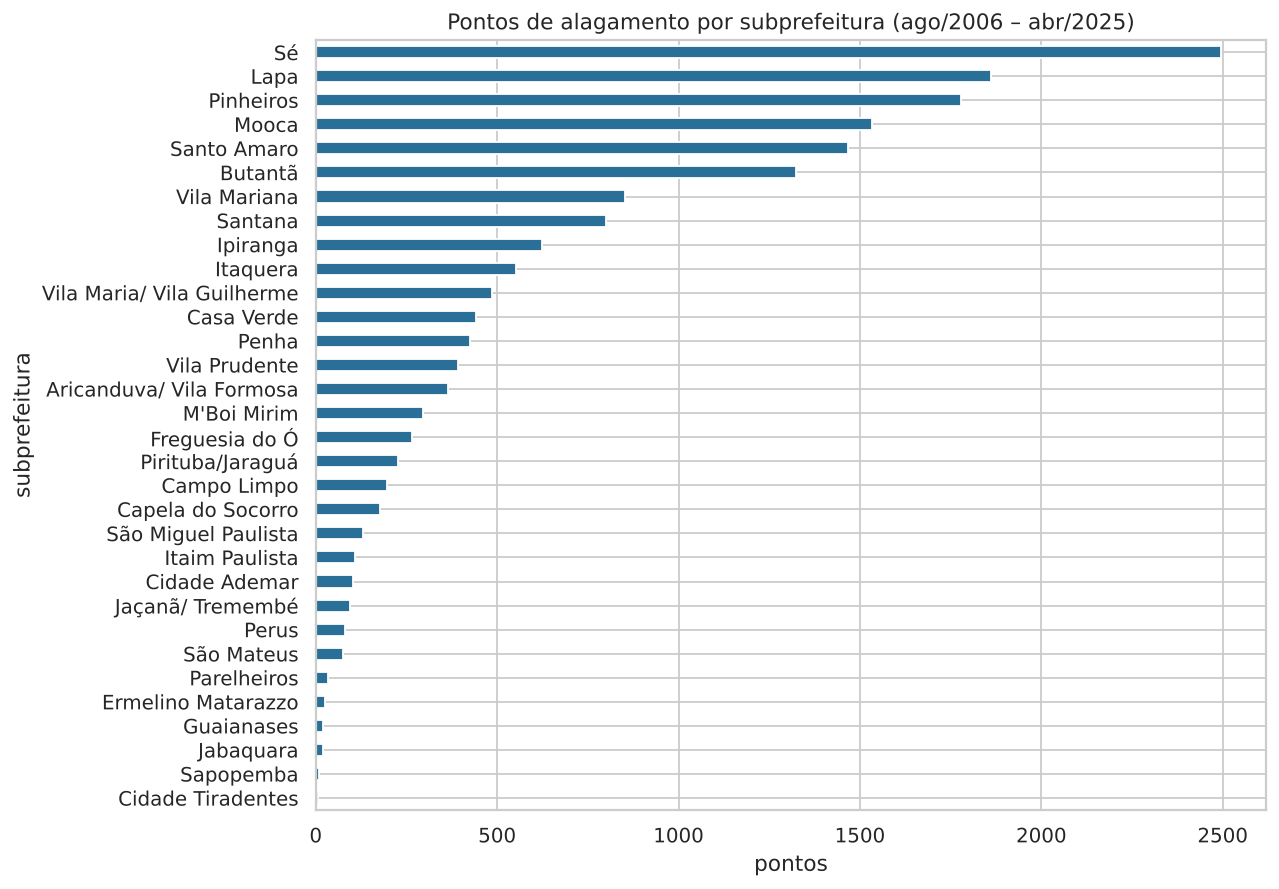 Pontos de alagamento por subprefeitura (ago/2006 – abr/2025)
Sé
Lapa
Pinheiros
Mooca
Santo Amaro
Butantã
Vila Mariana
Santana
Ipiranga
Itaquera
Vila Maria/ Vila Guilherme
Casa Verde
Penha
Vila Prudente
Aricanduva/ Vila Formosa
M'Boi Mirim
Freguesia do Ó
Pirituba/Jaraguá
Campo Limpo
Capela do Socorro
São Miguel Paulista
Itaim Paulista
Cidade Ademar
Jaçanã/ Tremembé
Perus
São Mateus
Parelheiros
Ermelino Matarazzo
Guaianases
Jabaquara
Sapopemba
Cidade Tiradentes
subprefeitura
0 500 1000 1500 2000 2500
pontos